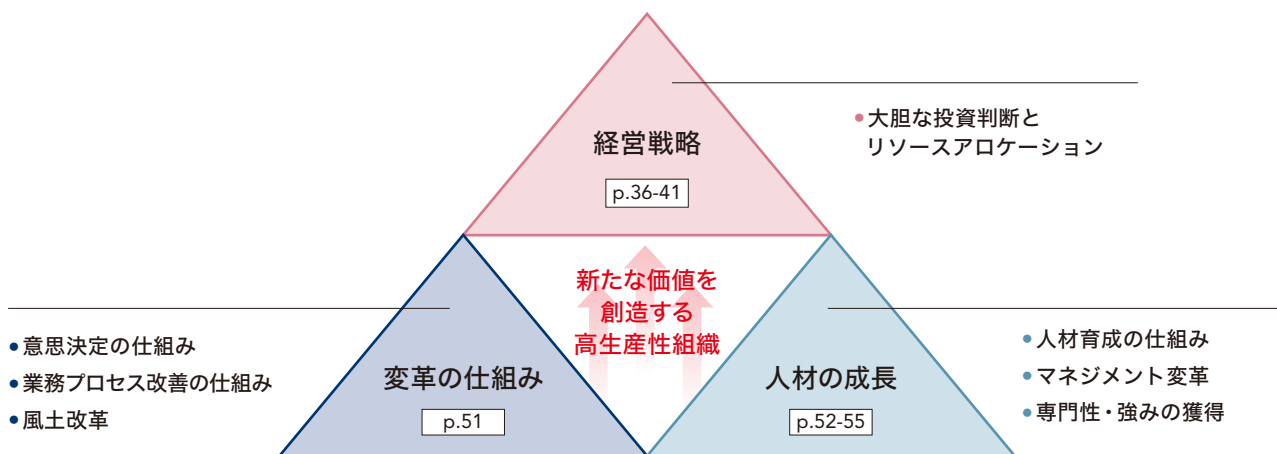 経営戦略
p.36-41
•大胆な投資判断と
リソースアロケーション
新たな価値を
創造する
高生産性組織
•意思決定の仕組み
•業務プロセス改善の仕組み
•風土改革
変革の仕組み
p.51
人材の成長
p.52-55
•人材育成の仕組み
•マネジメント変革
•専門性・強みの獲得